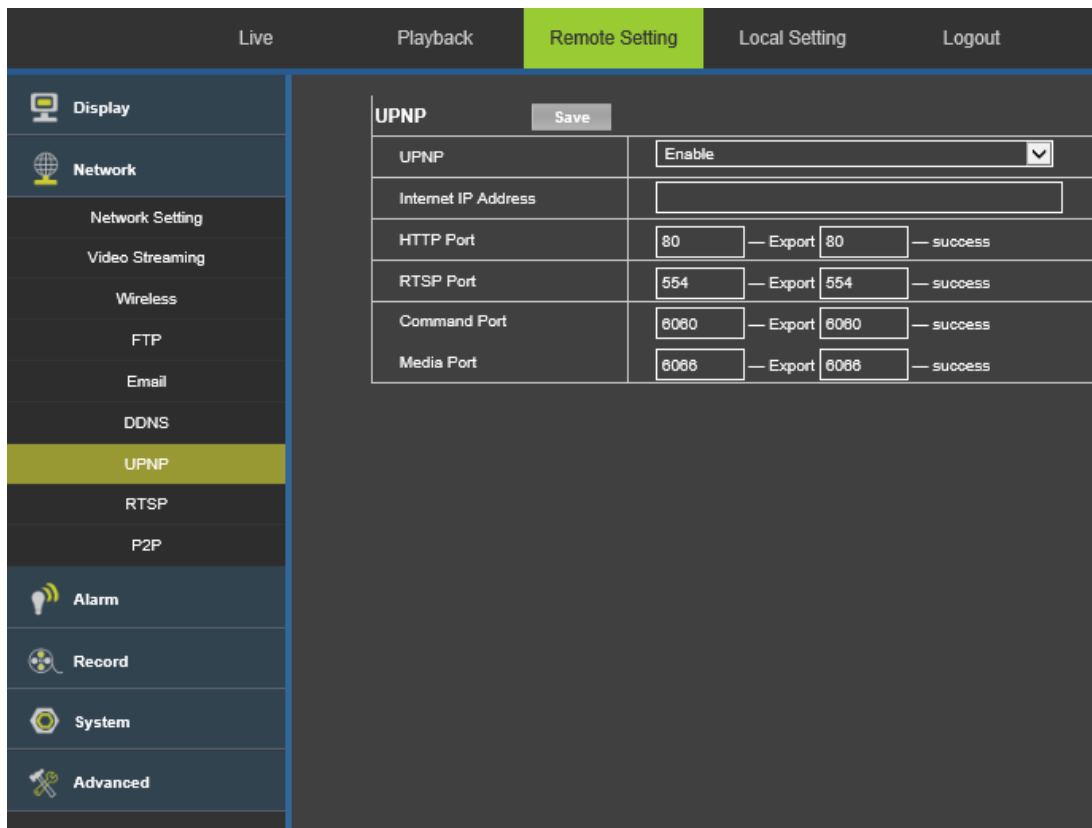 Live Playback Remote Setting Local Setting Logout
Display
Network
Network Setting
Video Streaming
Wireless
FTP
Email
DDNS
UPNP
RTSP
P2P
Alarm
Record
System
Advanced
UPNP Save
UPNP Enable
Internet IP Address
HTTP Port 80 — Export 80 — success
RTSP Port 554 — Export 554 — success
Command Port 6060 — Export 6060 — success
Media Port 6066 — Export 6066 — success